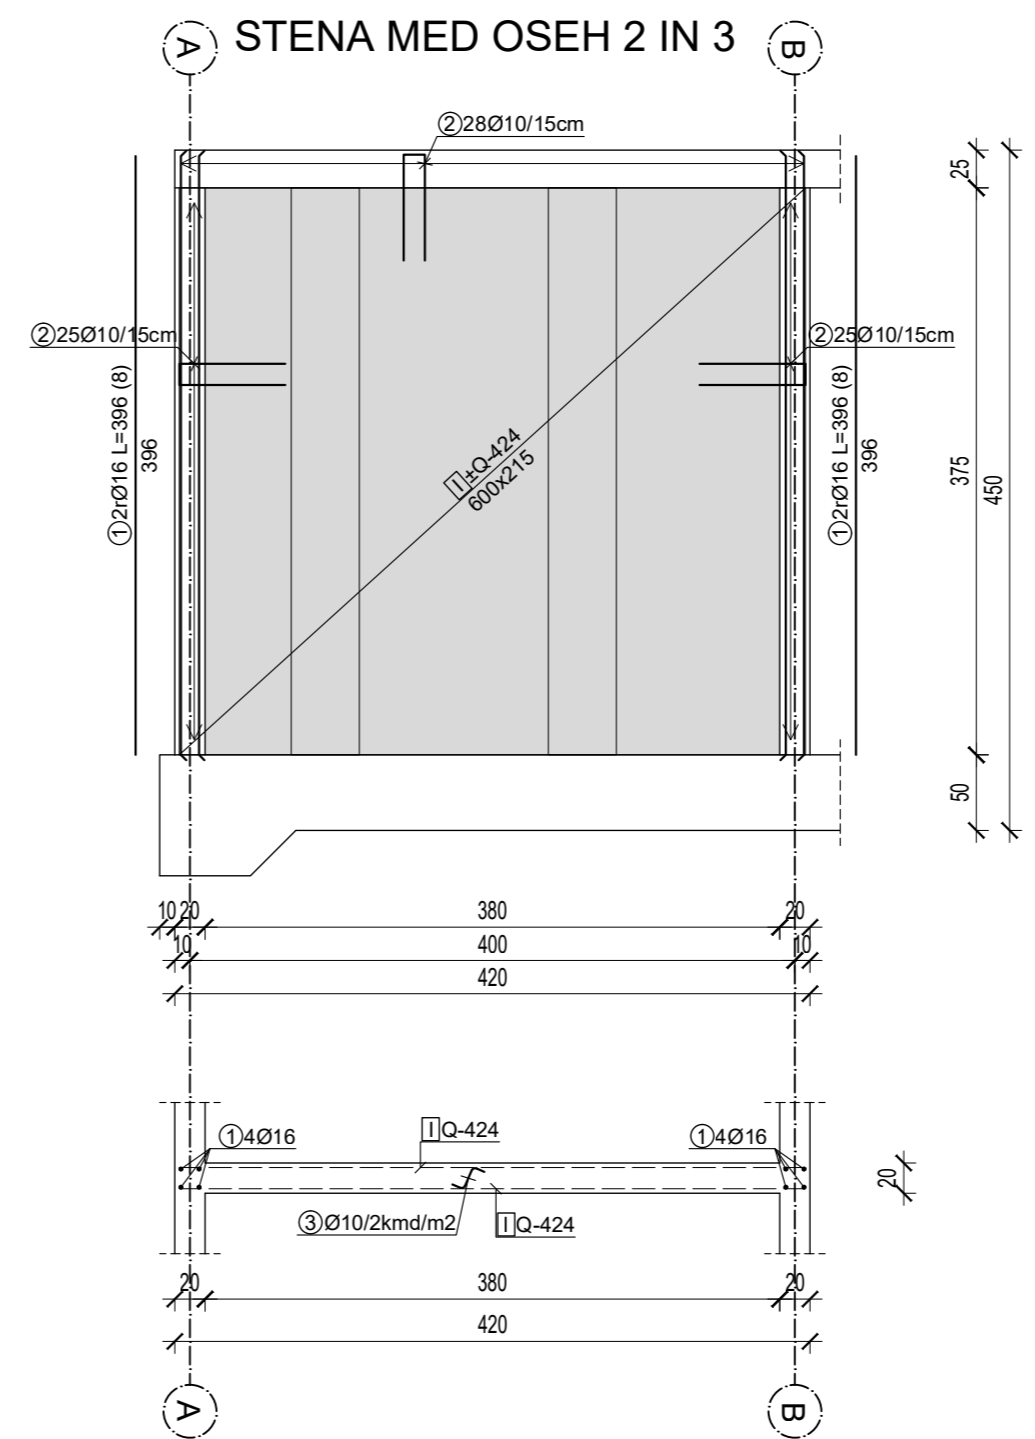 A
STENA MED OSEH 2 IN 3
B
②28Ø10/15cm
25
②25Ø10/15cm
②25Ø10/15cm
①2rØ16 L=396 (8)
396
I±Q-424
600x215
①2rØ16 L=396 (8)
396
375
450
50
10
20
380
20
10
400
10
420
①4Ø16
I Q-424
①4Ø16
20
③Ø10/2kmd/m2
I Q-424
20
380
20
420
A
B